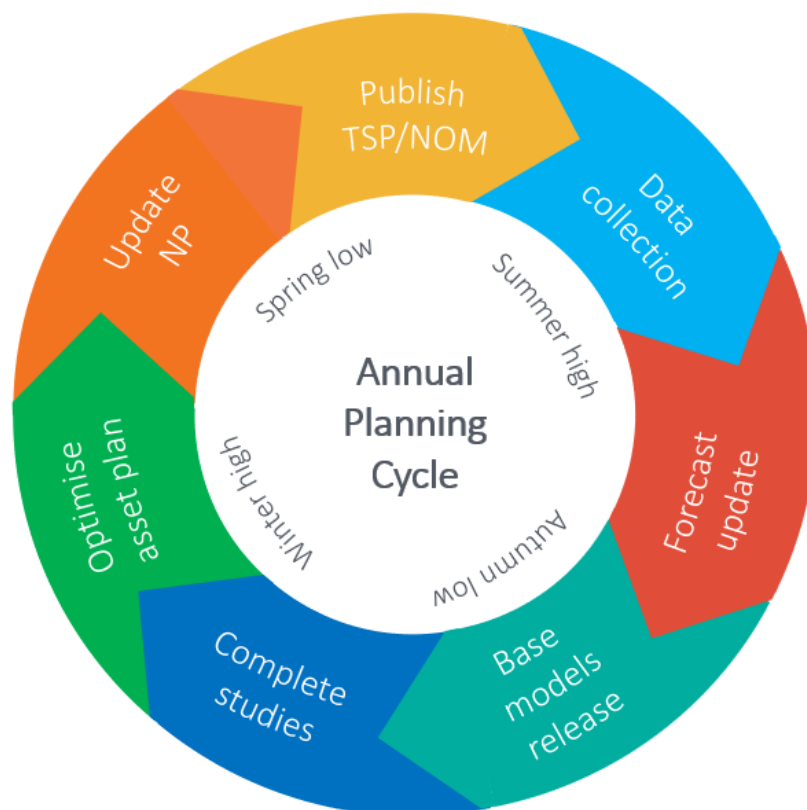 Publish
TSP/NOM
Data
collection
Forecast
update
Base
models
release
Complete
studies
Optimise
asset plan
Update
NP
Spring low
Summer high
Autumn low
Winter high
Annual
Planning
Cycle